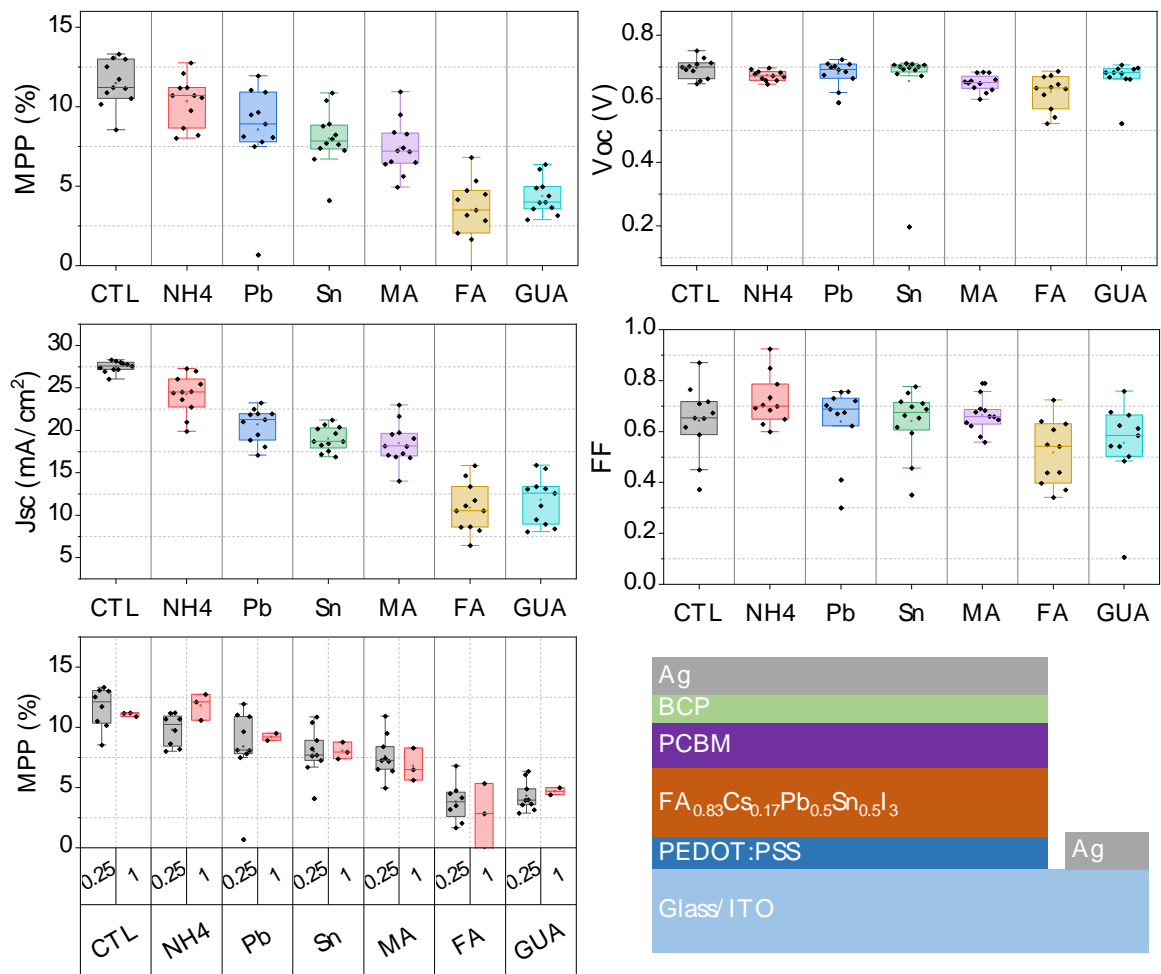 15
10
5
0
MPP (%)
CTL NH4 Pb Sn MA FA GUA
0.8
0.6
0.4
0.2
Voc (V)
CTL NH4 Pb Sn MA FA GUA
30
25
20
15
10
5
Jsc (mA/cm²)
CTL NH4 Pb Sn MA FA GUA
1.0
0.8
0.6
0.4
0.2
0.0
FF
CTL NH4 Pb Sn MA FA GUA
15
10
5
0
MPP (%)
0.25 1 0.25 1 0.25 1 0.25 1 0.25 1 0.25 1 0.25 1
CTL NH4 Pb Sn MA FA GUA
Ag
BCP
PCBM
FA₀.₈₃Cs₀.₁₇Pb₀.₅Sn₀.₅I₃
PEDOT:PSS
Ag
Glass/ITO